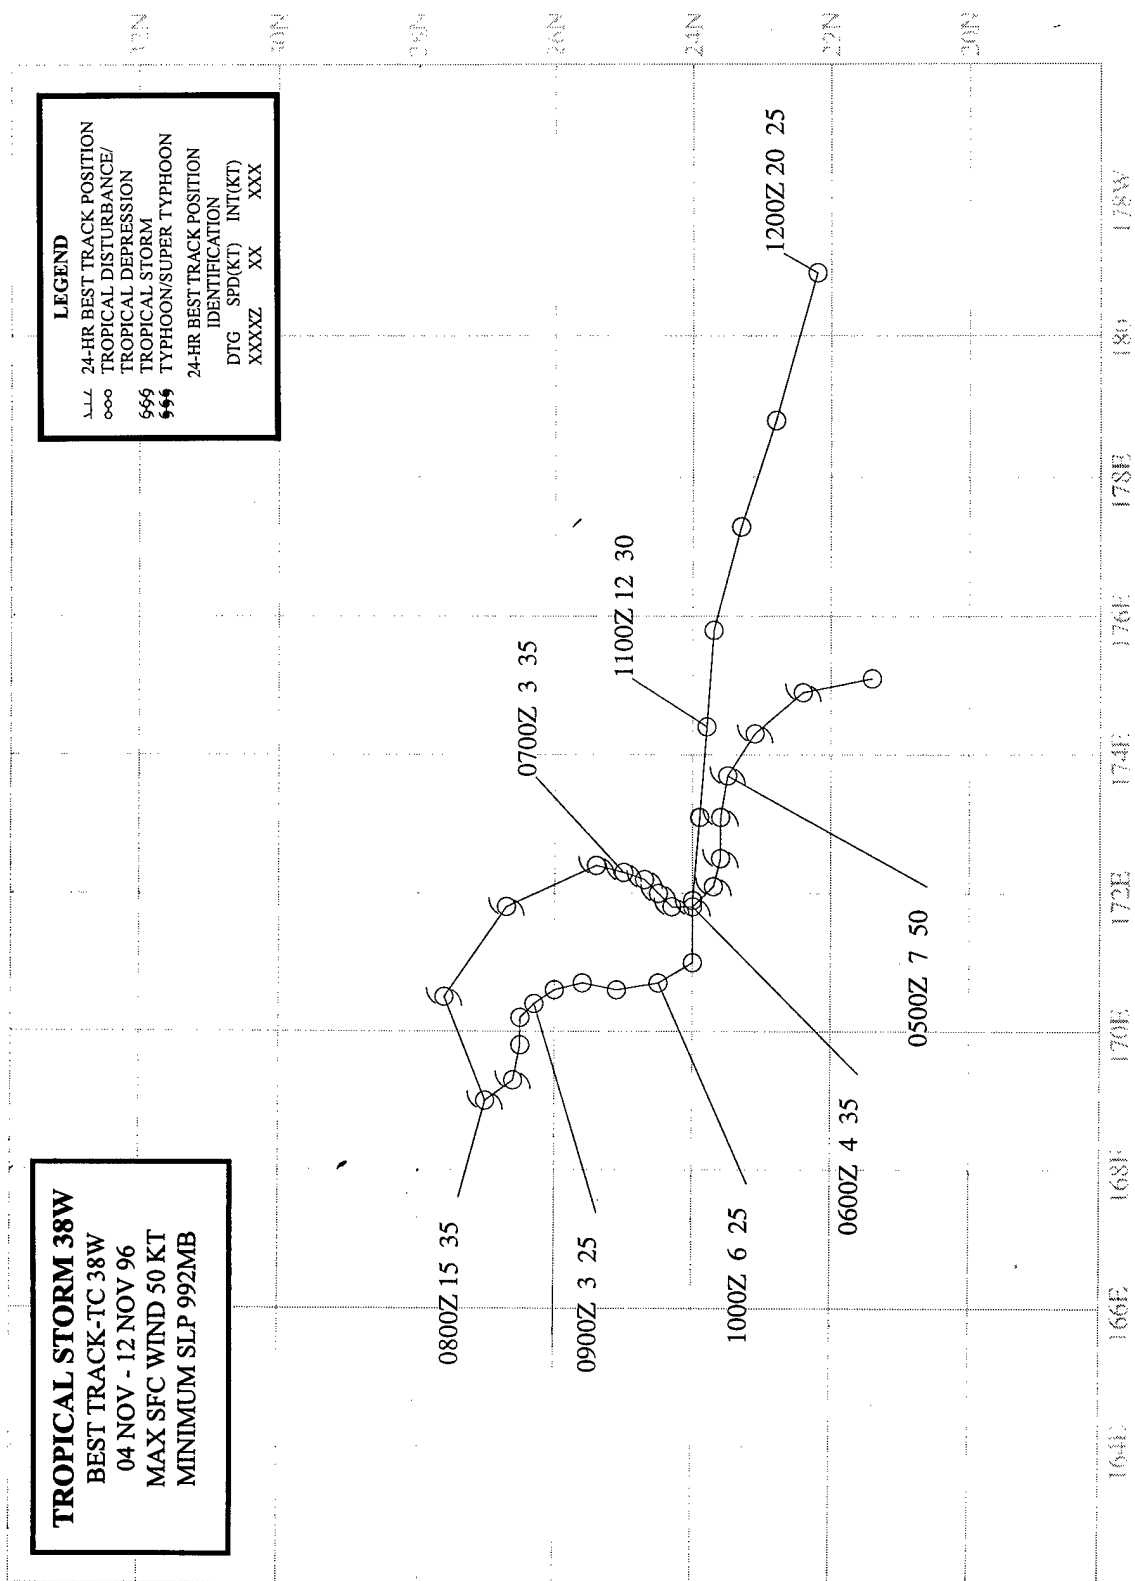 TROPICAL STORM 38W
BEST TRACK-TC 38W
04 NOV - 12 NOV 96
MAX SFC WIND 50 KT
MINIMUM SLP 992MB
LEGEND
24-HR BEST TRACK POSITION
TROPICAL DISTURBANCE/
TROPICAL DEPRESSION
TROPICAL STORM
TYPHOON/SUPER TYPHOON
24-HR BEST TRACK POSITION
IDENTIFICATION
DTG SPD(KT) INT(KT)
XXXXZ XX XXX
0800Z 15 35
0900Z 3 25
1000Z 6 25
0600Z 4 35
0500Z 7 50
0700Z 3 35
1100Z 12 30
1200Z 20 25
32N
30N
28N
26N
24N
22N
20N
164E
166E
168E
170E
172E
174E
176E
178E
180
178W